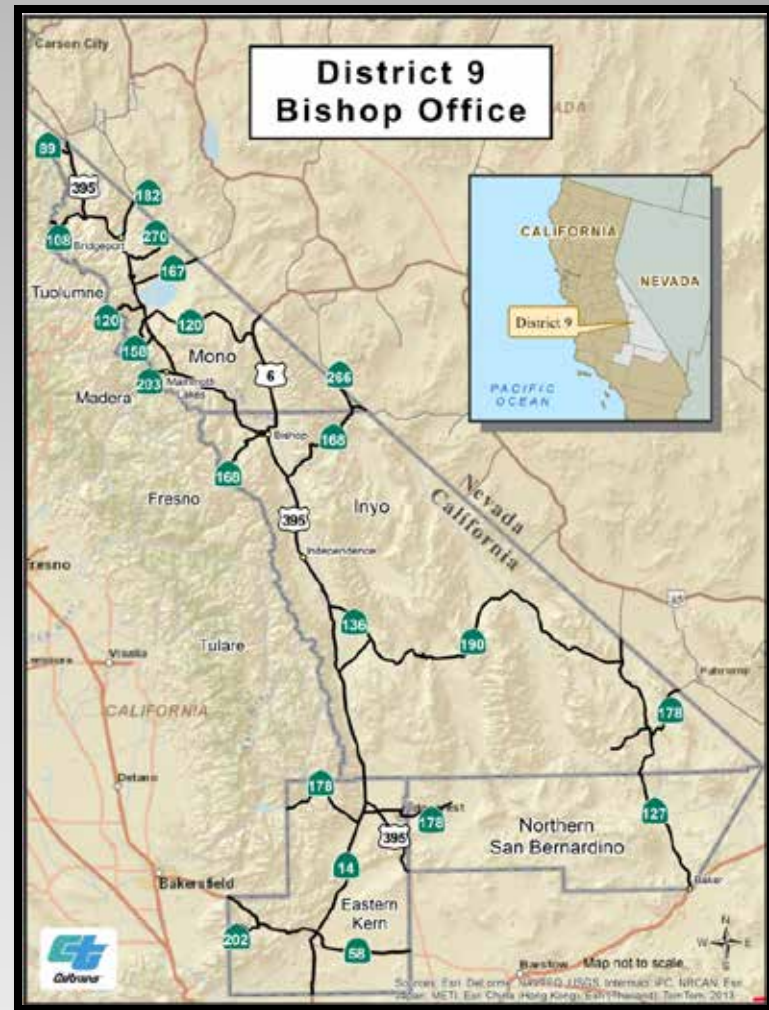 District 9
Bishop Office
Carson City
89
395
182
108
Bridgeport
270
167
Tuolumne
120
120
158
Mono
6
203
Mammoth
Lakes
Madera
266
Bishop
168
168
Fresno
Inyo
Nevada
California
395
Independence
136
190
Tulare
Visalia
CALIFORNIA
Pahrump
178
Delano
178
178
395
Northern
San Bernardino
127
14
Bakersfield
Eastern
Kern
202
58
Baker
Barstow
Map not to scale
N
W
E
S
Caltrans
CALIFORNIA
NEVADA
District 9
PACIFIC
OCEAN